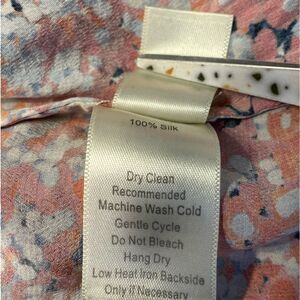 100% Silk
Dry Clean
Recommended
Machine Wash Cold
Gentle Cycle
Do Not Bleach
Hang Dry
Low Heat Iron Backside
Only if Necessary